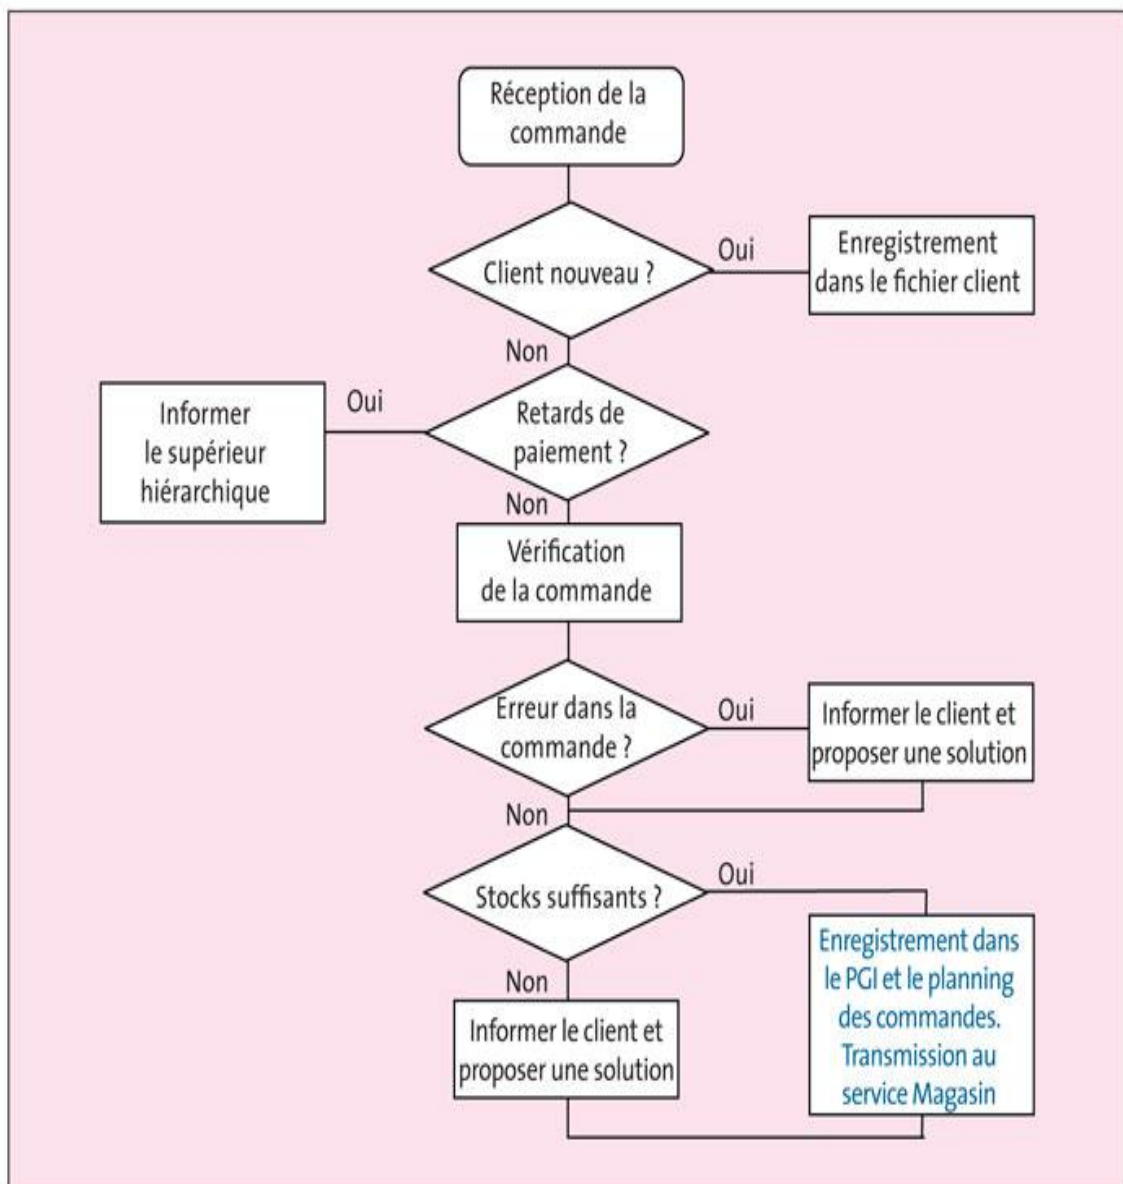 Réception de la
commande
Client nouveau ?
Oui
Enregistrement
dans le fichier client
Non
Retards de
paiement ?
Oui
Informer
le supérieur
hiérarchique
Non
Vérification
de la commande
Erreur dans la
commande ?
Oui
Informer le client et
proposer une solution
Non
Stocks suffisants ?
Oui
Enregistrement dans
le PGI et le planning
des commandes.
Transmission au
service Magasin
Non
Informer le client et
proposer une solution